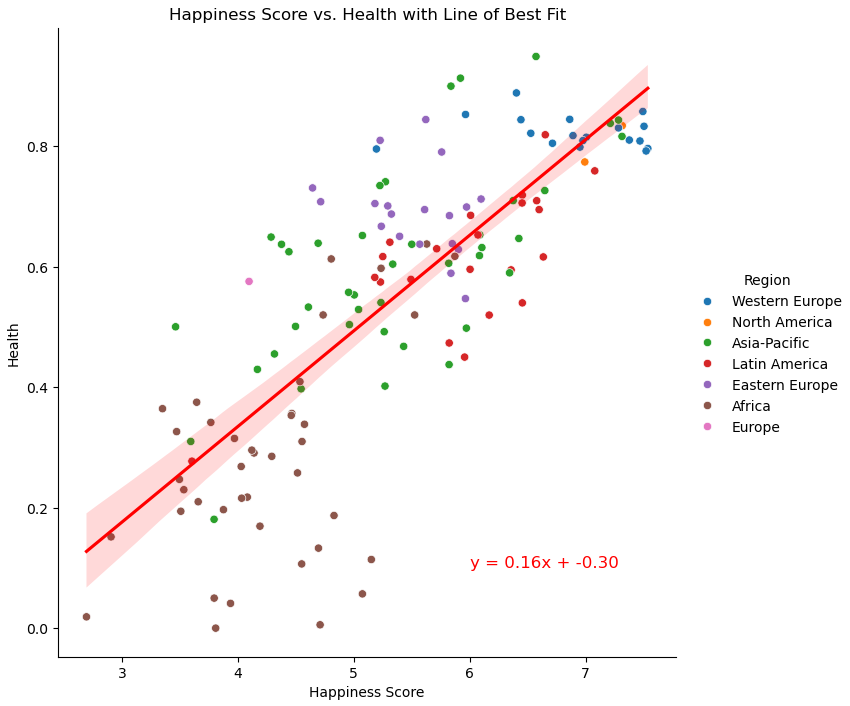 Happiness Score vs. Health with Line of Best Fit
Health
0.8
0.6
0.4
0.2
0.0
y = 0.16x + -0.30
3 4 5 6 7
Happiness Score
Region
Western Europe
North America
Asia-Pacific
Latin America
Eastern Europe
Africa
Europe